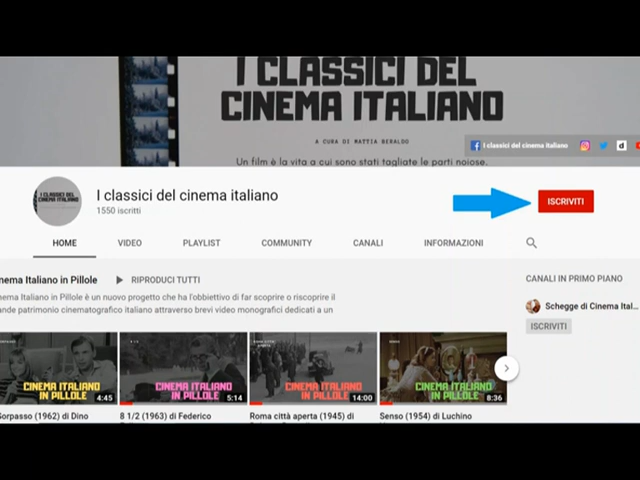 I CLASSICI DEL
CINEMA ITALIANO
A CURA DI MATTIA BERALDO
I classici del cinema italiano
Un film è la vita a cui sono stati tagliate le parti noiose.
I CLASSICI DEL
CINEMA ITALIANO
I classici del cinema italiano
1550 iscritti
ISCRIVITI
HOME VIDEO PLAYLIST COMMUNITY CANALI INFORMAZIONI
nema Italiano in Pillole RIPRODUCI TUTTI
CANALI IN PRIMO PIANO
nema Italiano in Pillole è un nuovo progetto che ha l'obbiettivo di far scoprire o riscoprire il
ande patrimonio cinematografico italiano attraverso brevi video monografici dedicati a un
Schegge di Cinema Ital...
ISCRIVITI
CINEMA ITALIANO
IN PILLOLE
4:45
CINEMA ITALIANO
IN PILLOLE
5:14
CINEMA ITALIANO
IN PILLOLE
14:00
CINEMA ITALIANO
IN PILLOLE
8:36
Sorpasso (1962) di Dino
8 1/2 (1963) di Federico
Roma città aperta (1945) di
Senso (1954) di Luchino